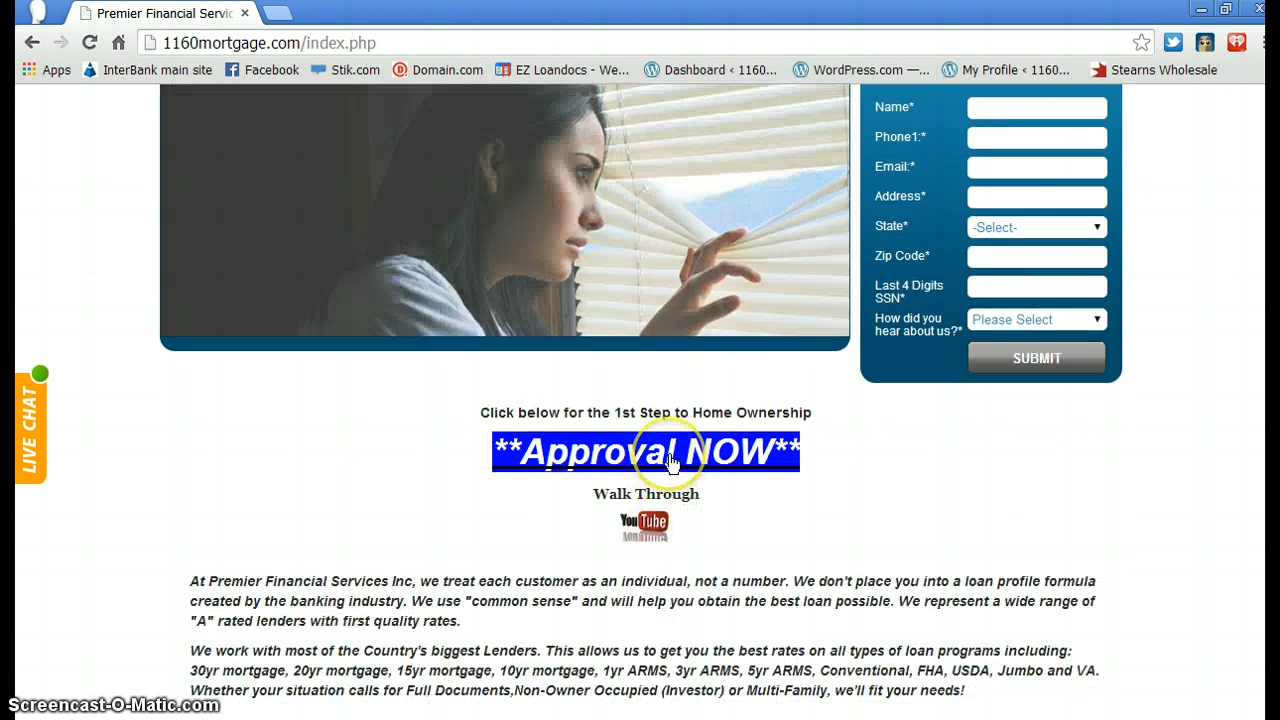 Premier Financial Servic
1160mortgage.com/index.php
Apps InterBank main site Facebook Stik.com Domain.com EZ Loandocs - We... Dashboard ‹ 1160... WordPress.com —... My Profile ‹ 1160... Stearns Wholesale
Name*
Phone1:*
Email:*
Address*
State* -Select-
Zip Code*
Last 4 Digits
SSN*
How did you
hear about us?* Please Select
SUBMIT
LIVE CHAT
Click below for the 1st Step to Home Ownership
**Approval NOW**
Walk Through
YouTube
At Premier Financial Services Inc, we treat each customer as an individual, not a number. We don't place you into a loan profile formula
created by the banking industry. We use "common sense" and will help you obtain the best loan possible. We represent a wide range of
"A" rated lenders with first quality rates.
We work with most of the Country's biggest Lenders. This allows us to get you the best rates on all types of loan programs including:
30yr mortgage, 20yr mortgage, 15yr mortgage, 10yr mortgage, 1yr ARMS, 3yr ARMS, 5yr ARMS, Conventional, FHA, USDA, Jumbo and VA.
Whether your situation calls for Full Documents,Non-Owner Occupied (Investor) or Multi-Family, we'll fit your needs!
Screencast-O-Matic.com